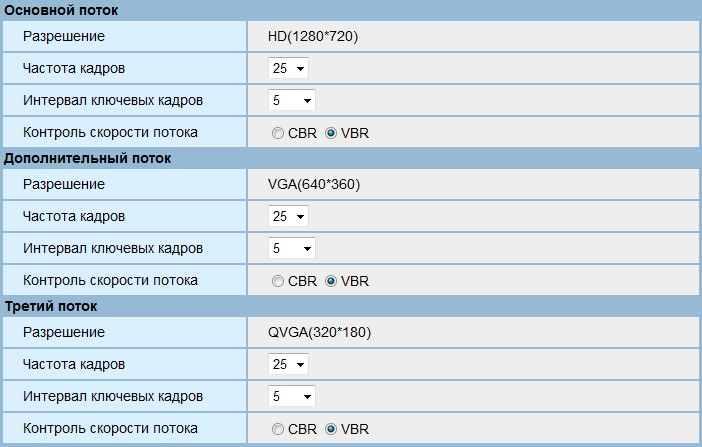 Основной поток
Разрешение HD(1280*720)
Частота кадров 25
Интервал ключевых кадров 5
Контроль скорости потока CBR VBR
Дополнительный поток
Разрешение VGA(640*360)
Частота кадров 25
Интервал ключевых кадров 5
Контроль скорости потока CBR VBR
Третий поток
Разрешение QVGA(320*180)
Частота кадров 25
Интервал ключевых кадров 5
Контроль скорости потока CBR VBR